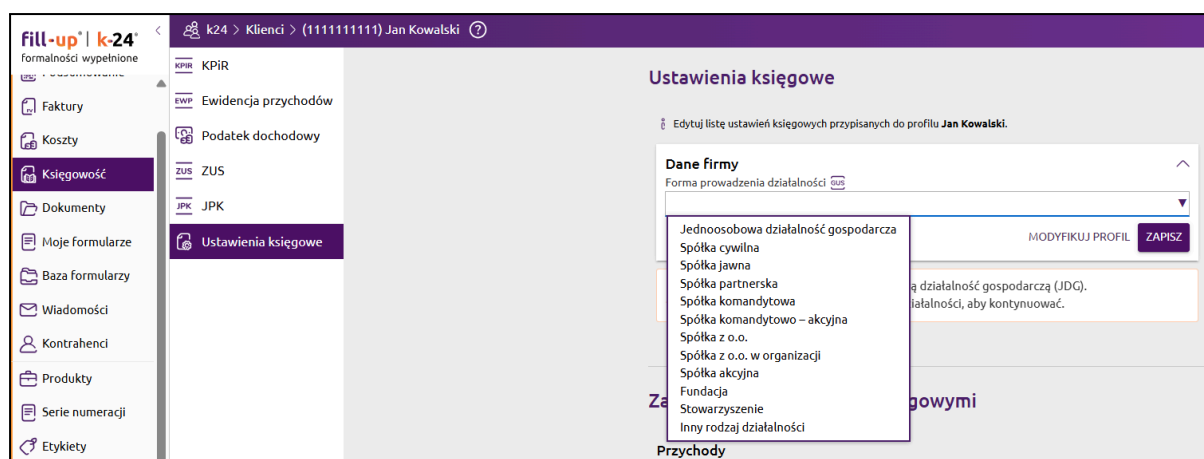 fill-up | k-24
formalności wypełnione
k24 > Klienci > (1111111111) Jan Kowalski ?
Podsumowanie
Faktury
Koszty
Księgowość
Dokumenty
Moje formularze
Baza formularzy
Wiadomości
Kontrahenci
Produkty
Serie numeracji
Etykiety
KPIR KPiR
EWP Ewidencja przychodów
Podatek dochodowy
ZUS ZUS
JPK JPK
Ustawienia księgowe
Ustawienia księgowe
Edytuj listę ustawień księgowych przypisanych do profilu Jan Kowalski.
Dane firmy
Forma prowadzenia działalności GUS
Jednoosobowa działalność gospodarcza
Spółka cywilna
Spółka jawna
Spółka partnerska
Spółka komandytowa
Spółka komandytowo – akcyjna
Spółka z o.o.
Spółka z o.o. w organizacji
Spółka akcyjna
Fundacja
Stowarzyszenie
Inny rodzaj działalności
MODYFIKUJ PROFIL ZAPISZ
ą działalność gospodarczą (JDG).
iałalności, aby kontynuować.
Za gowymi
Przychody